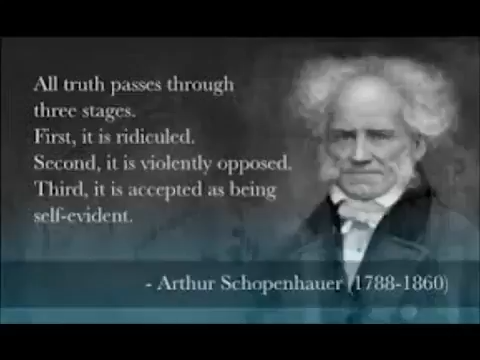 All truth passes through
three stages.
First, it is ridiculed.
Second, it is violently opposed.
Third, it is accepted as being
self-evident.
- Arthur Schopenhauer (1788-1860)